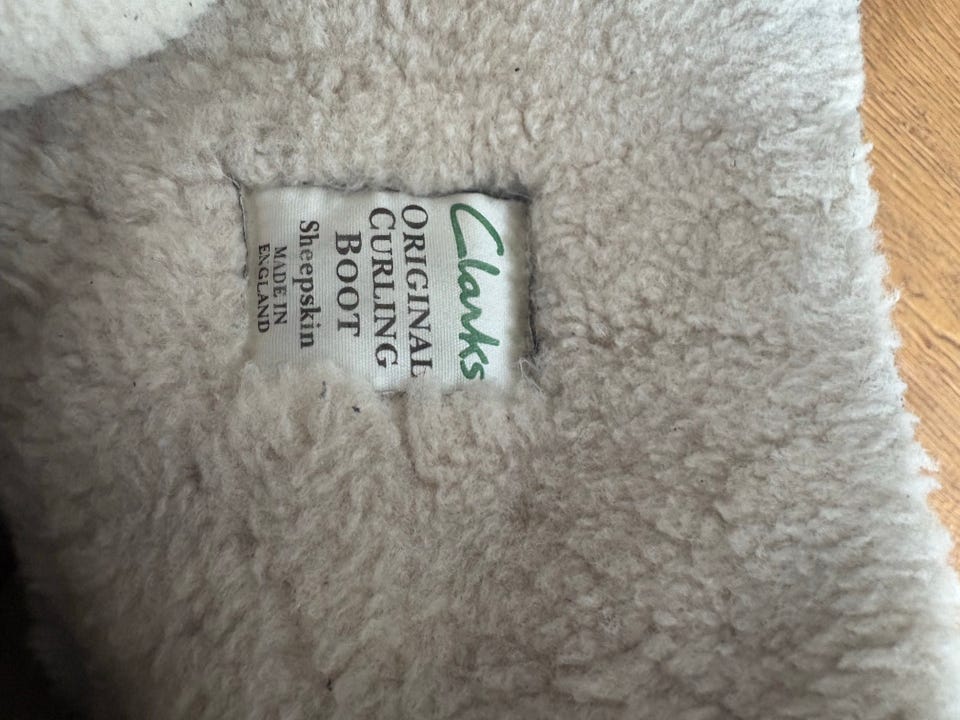 Clarks
ORIGINAL
CURLING
BOOT
Sheepskin
MADE IN
ENGLAND